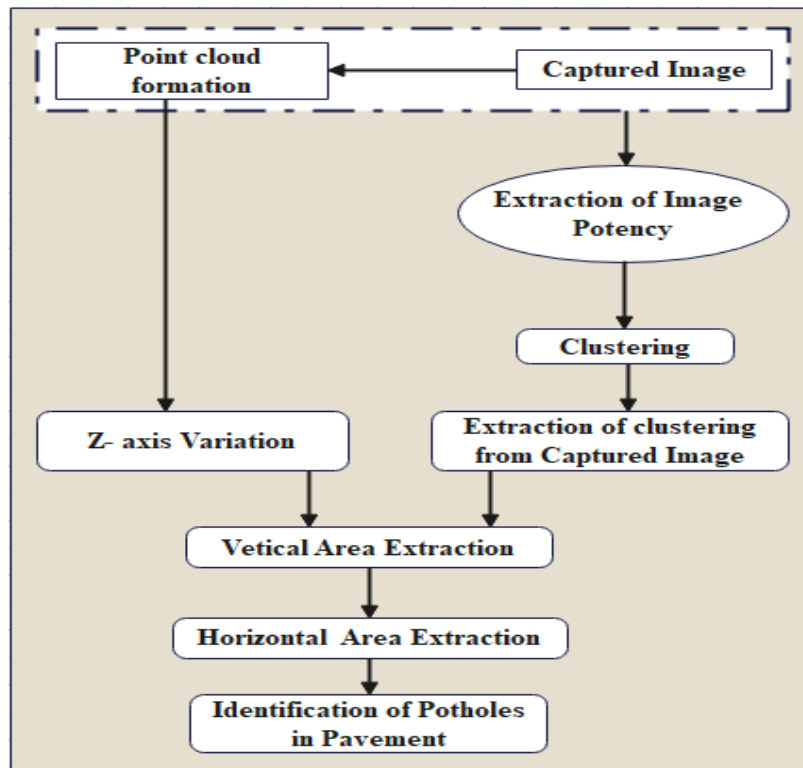 Point cloud
formation
Captured Image
Extraction of Image
Potency
Clustering
Z- axis Variation
Extraction of clustering
from Captured Image
Vetical Area Extraction
Horizontal Area Extraction
Identification of Potholes
in Pavement